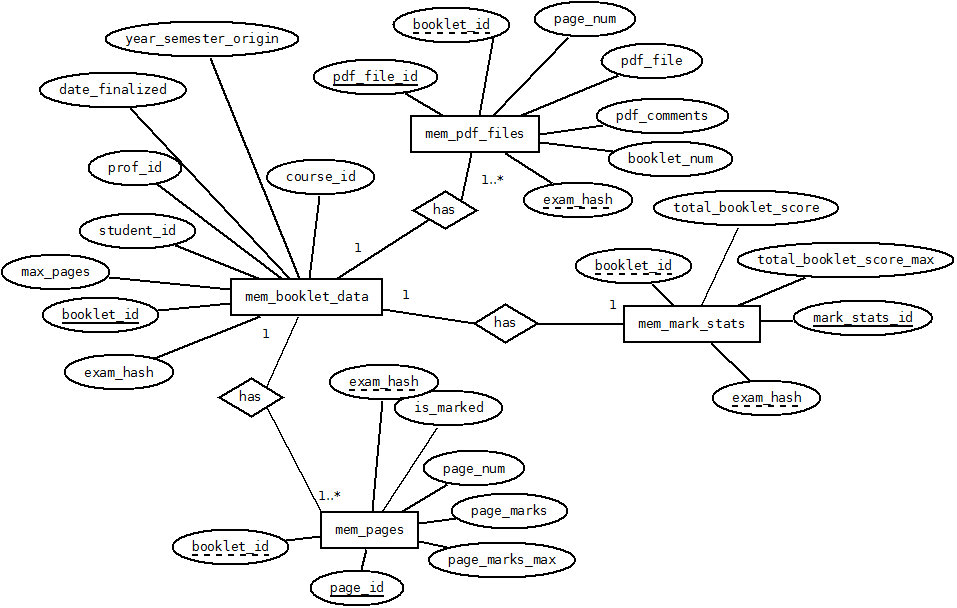 booklet_id
page_num
year_semester_origin
pdf_file
pdf_file_id
date_finalized
pdf_comments
mem_pdf_files
booklet_num
prof_id
course_id
1..*
exam_hash
has
total_booklet_score
student_id
1
total_booklet_score_max
booklet_id
max_pages
mem_booklet_data
1
1
booklet_id
has
mem_mark_stats
mark_stats_id
1
exam_hash
exam_hash
has
exam_hash
is_marked
page_num
1..*
page_marks
mem_pages
booklet_id
page_marks_max
page_id